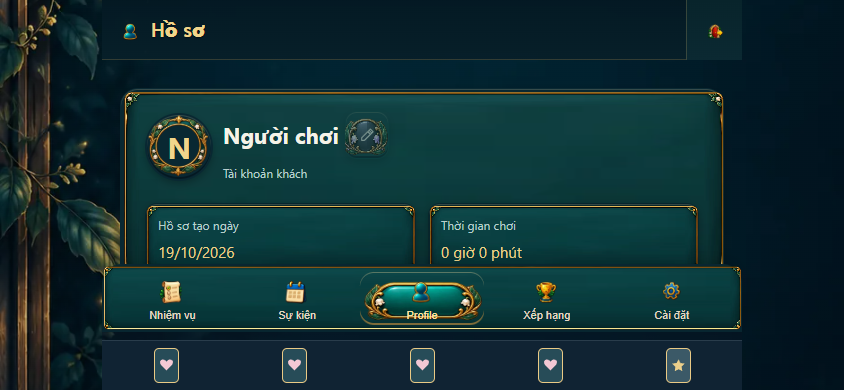 Hồ sơ
N
Người chơi
Tài khoản khách
Hồ sơ tạo ngày
19/10/2026
Thời gian chơi
0 giờ 0 phút
Nhiệm vụ
Sự kiện
Profile
Xếp hạng
Cài đặt